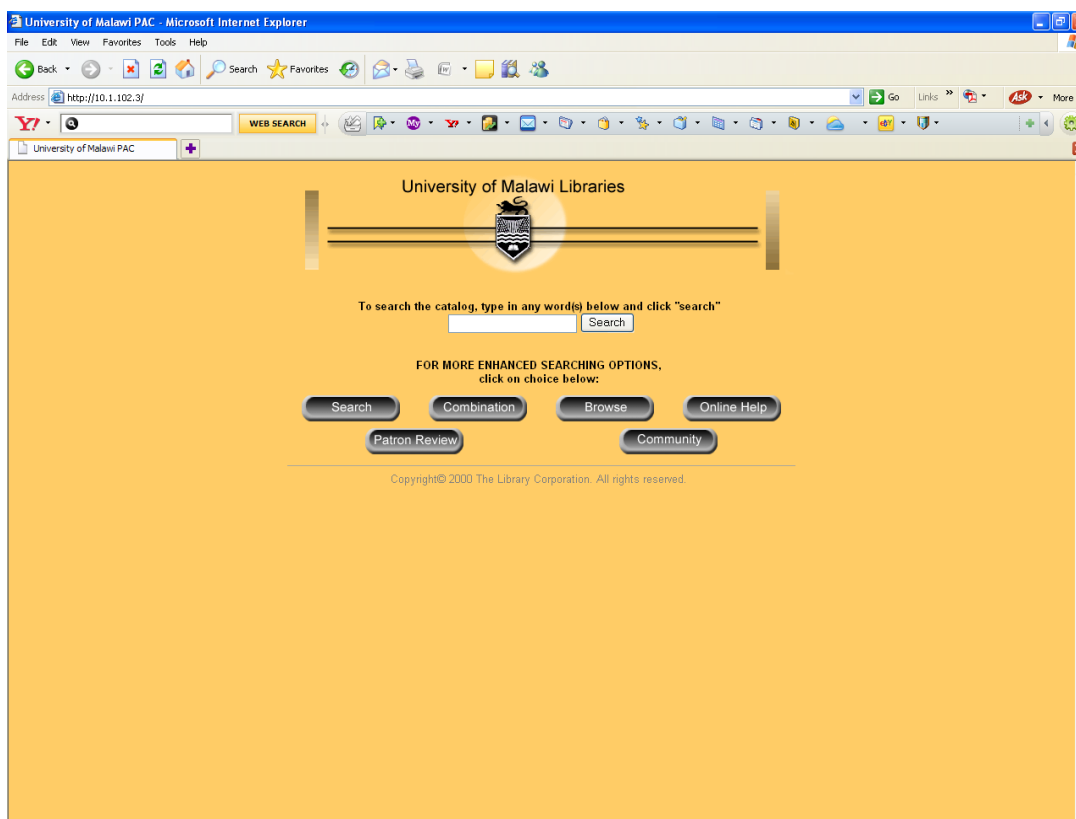 University of Malawi PAC - Microsoft Internet Explorer
File Edit View Favorites Tools Help
Back Search Favorites
Address http://10.1.102.3/ Go Links » Ask More
Y! WEB SEARCH
University of Malawi PAC
University of Malawi Libraries
To search the catalog, type in any word(s) below and click "search"
Search
FOR MORE ENHANCED SEARCHING OPTIONS,
click on choice below:
Search Combination Browse Online Help
Patron Review Community
Copyright© 2000 The Library Corporation. All rights reserved.